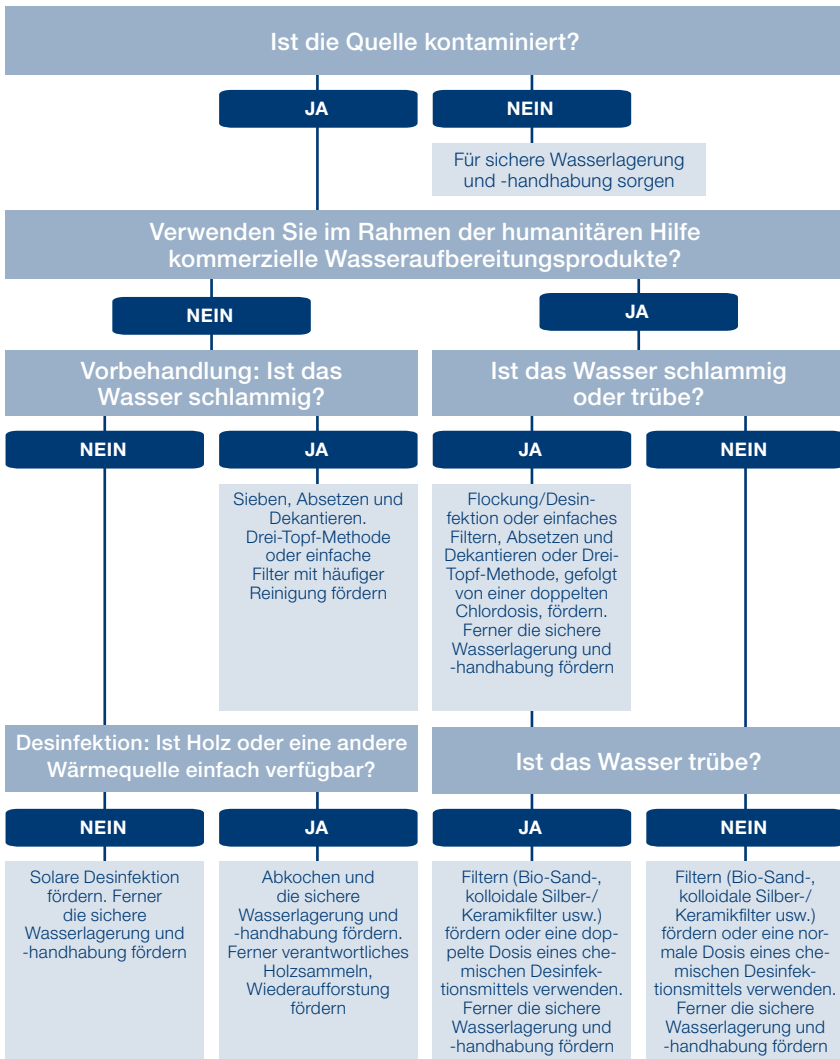 Ist die Quelle kontaminiert?
JA
NEIN
Für sichere Wasserlagerung
und -handhabung sorgen
Verwenden Sie im Rahmen der humanitären Hilfe
kommerzielle Wasseraufbereitungsprodukte?
NEIN
JA
Vorbehandlung: Ist das
Wasser schlammig?
Ist das Wasser schlammig
oder trübe?
NEIN
JA
JA
NEIN
Sieben, Absetzen und
Dekantieren.
Drei-Topf-Methode
oder einfache
Filter mit häufiger
Reinigung fördern
Flockung/Desin-
fektion oder einfaches
Filtern, Absetzen und
Dekantieren oder Drei-
Topf-Methode, gefolgt
von einer doppelten
Chlordosis, fördern.
Ferner die sichere
Wasserlagerung und
-handhabung fördern
Desinfektion: Ist Holz oder eine andere
Wärmequelle einfach verfügbar?
Ist das Wasser trübe?
NEIN
JA
JA
NEIN
Solare Desinfektion
fördern. Ferner
die sichere
Wasserlagerung und
-handhabung fördern
Abkochen und
die sichere
Wasserlagerung und
-handhabung fördern.
Ferner verantwortliches
Holzsammeln,
Wiederaufforstung
fördern
Filtern (Bio-Sand-,
kolloidale Silber-/
Keramikfilter usw.)
fördern oder eine dop-
pelte Dosis eines che-
mischen Desinfek-
tionsmittels verwenden.
Ferner die sichere
Wasserlagerung und
-handhabung fördern
Filtern (Bio-Sand-,
kolloidale Silber-/
Keramikfilter usw.)
fördern oder eine nor-
male Dosis eines che-
mischen Desinfek-
tionsmittels verwenden.
Ferner die sichere
Wasserlagerung und
-handhabung fördern